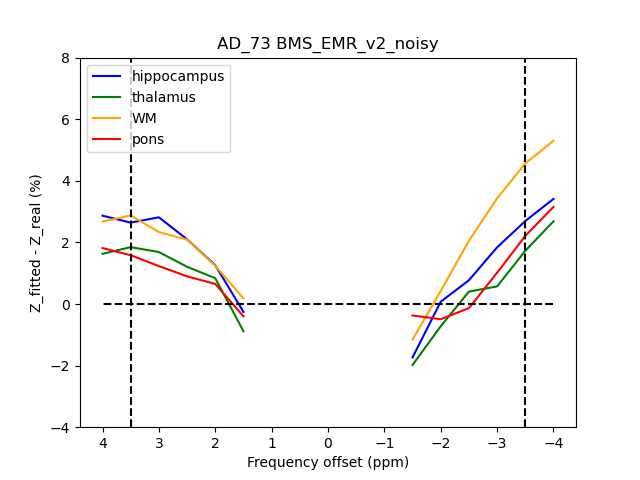 AD_73 BMS_EMR_v2_noisy
hippocampus
thalamus
WM
pons
Z_fitted - Z_real (%)
8
6
4
2
0
−2
−4
4 3 2 1 0 −1 −2 −3 −4
Frequency offset (ppm)